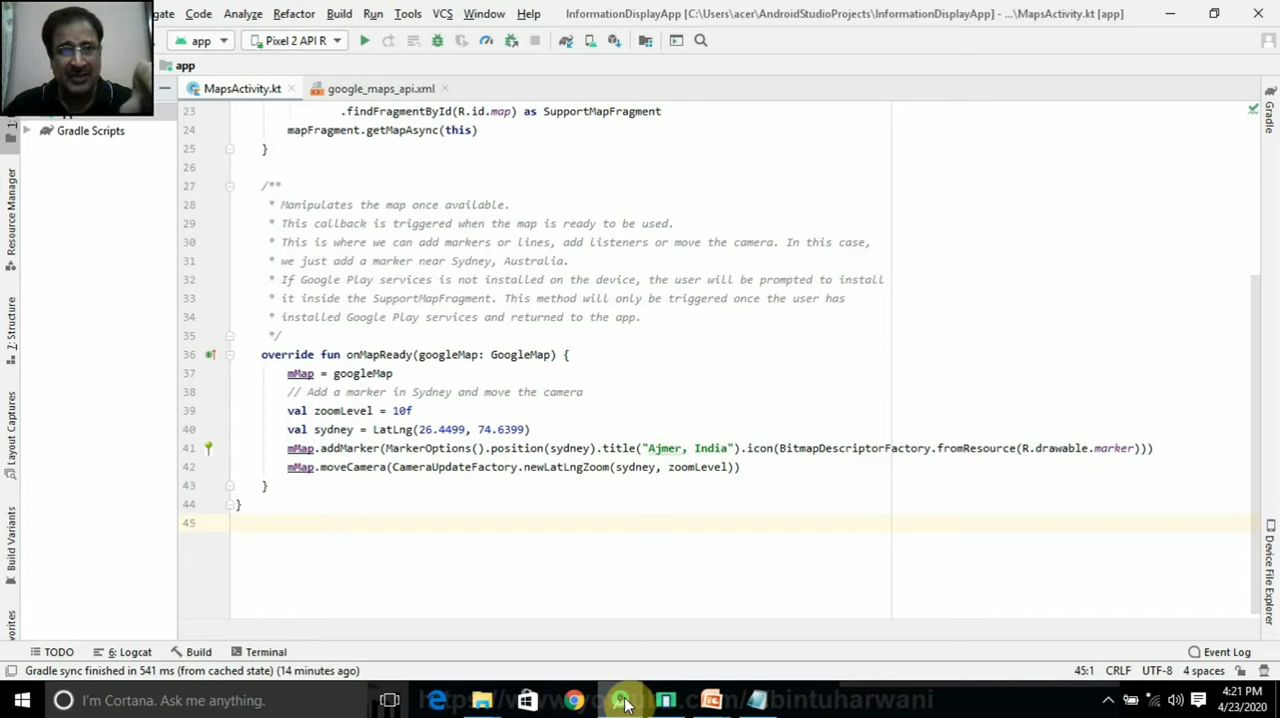 gate Code Analyze Refactor Build Run Tools VCS Window Help InformationDisplayApp [C:\Users\acer\AndroidStudioProjects\InformationDisplayApp] - ...\MapsActivity.kt [app]
app Pixel 2 API R
app
MapsActivity.kt google_maps_api.xml
Gradle Scripts
23 .findFragmentById(R.id.map) as SupportMapFragment
24 mapFragment.getMapAsync(this)
25 }
26
27 /**
28 * Manipulates the map once available.
29 * This callback is triggered when the map is ready to be used.
30 * This is where we can add markers or lines, add listeners or move the camera. In this case,
31 * we just add a marker near Sydney, Australia.
32 * If Google Play services is not installed on the device, the user will be prompted to install
33 * it inside the SupportMapFragment. This method will only be triggered once the user has
34 * installed Google Play services and returned to the app.
35 */
36 override fun onMapReady(googleMap: GoogleMap) {
37 mMap = googleMap
38 // Add a marker in Sydney and move the camera
39 val zoomLevel = 10f
40 val sydney = LatLng(26.4499, 74.6399)
41 mMap.addMarker(MarkerOptions().position(sydney).title("Ajmer, India").icon(BitmapDescriptorFactory.fromResource(R.drawable.marker)))
42 mMap.moveCamera(CameraUpdateFactory.newLatLngZoom(sydney, zoomLevel))
43 }
44 }
45
Resource Manager
7: Structure
Layout Captures
Build Variants
vorites
Gradle
Device File Explorer
TODO 6: Logcat Build Terminal Event Log
Gradle sync finished in 541 ms (from cached state) (14 minutes ago) 45:1 CRLF UTF-8 4 spaces
I'm Cortana. Ask me anything.
4:21 PM
4/23/2020